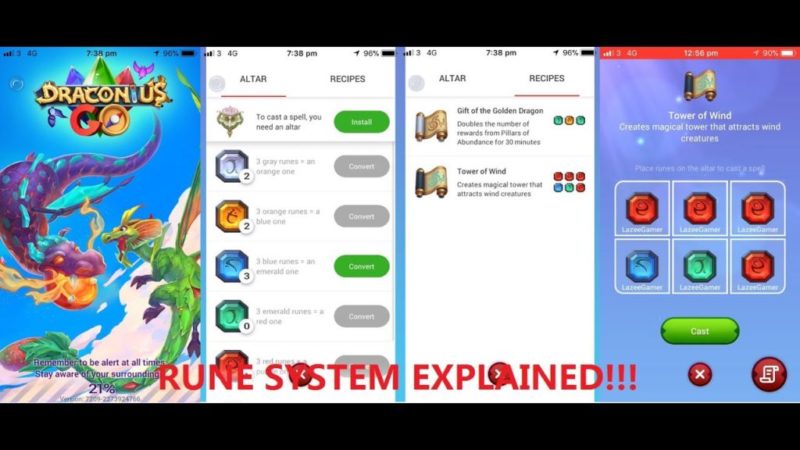 3 4G
7:38 pm
96%
DRACONIUS
GO
Remember to be alert at all times
Stay aware of your surrounding
21%
3 4G
7:38 pm
96%
ALTAR
RECIPES
To cast a spell, you
need an altar
Install
2
3 gray runes = an
orange one
Convert
2
3 orange runes = a
blue one
Convert
3
3 blue runes = an
emerald one
Convert
0
3 emerald runes = a
red one
Convert
3 red runes = a
3 4G
7:38 pm
96%
ALTAR
RECIPES
Gift of the Golden Dragon
Doubles the number of
rewards from Pillars of
Abundance for 30 minutes
Tower of Wind
Creates magical tower that
attracts wind creatures
3 4G
12:56 pm
90%
Tower of Wind
Creates magical tower that attracts wind
creatures
Place runes on the altar to cast a spell
LazeeGamer LazeeGamer LazeeGamer
LazeeGamer LazeeGamer LazeeGamer
Cast
RUNE SYSTEM EXPLAINED!!!